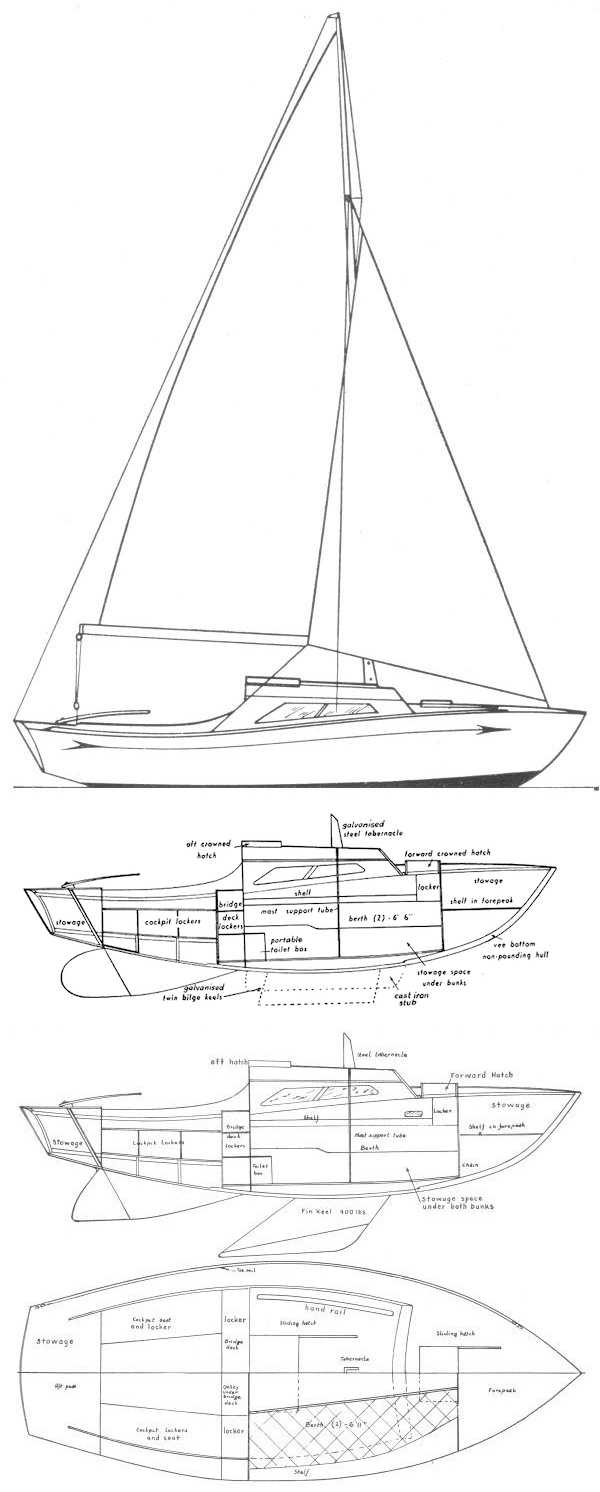 galvanised
steel tabernacle
aft crowned
hatch
forward crowned hatch
stowage
locker
shelf
shelf in forepeak
bridge
deck
lockers
mast support tube
berth (2) - 6' 6"
stowage
cockpit lockers
portable
toilet box
vee bottom
non-pounding hull
stowage space
under bunks
galvanised
twin bilge keels
cast iron
stub
Steel tabernacle
aft hatch
Forward Hatch
Stowage
Shelf
locker
Bridge
deck
lockers
Shelf in forepeak
Cockpit Lockers
Mast support tube
Stowage
Berth
Toilet
box
Chain
Stowage space
under both bunks
Fin Keel 400 lbs.
Toe rail
hand rail
Cockpit seat
and locker
locker
Sliding hatch
Sliding hatch
Stowage
Bridge
deck
Tabernacle
Aft peak
Galley
under
bridge
deck
Forepeak
Berth (2) - 6'11"
Cockpit Lockers
and seat
locker
Shelf